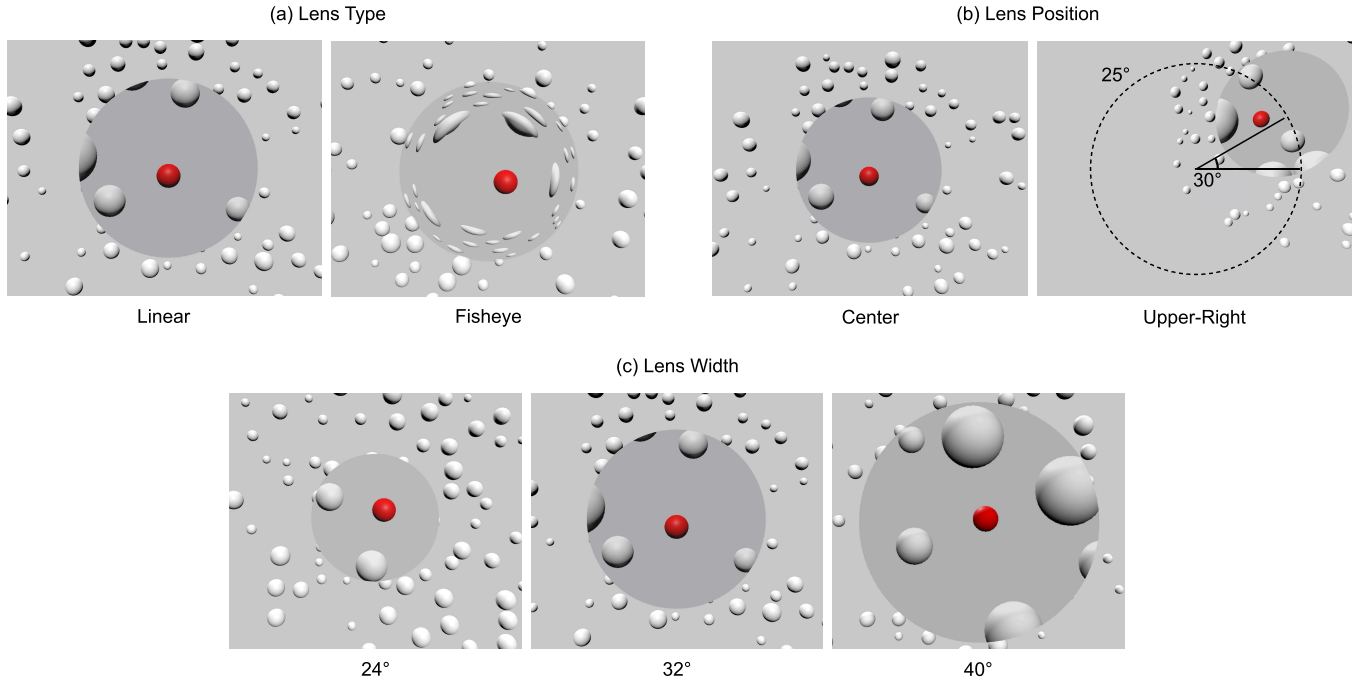 (a) Lens Type
(b) Lens Position
25°
30°
Linear
Fisheye
Center
Upper-Right
(c) Lens Width
24°
32°
40°